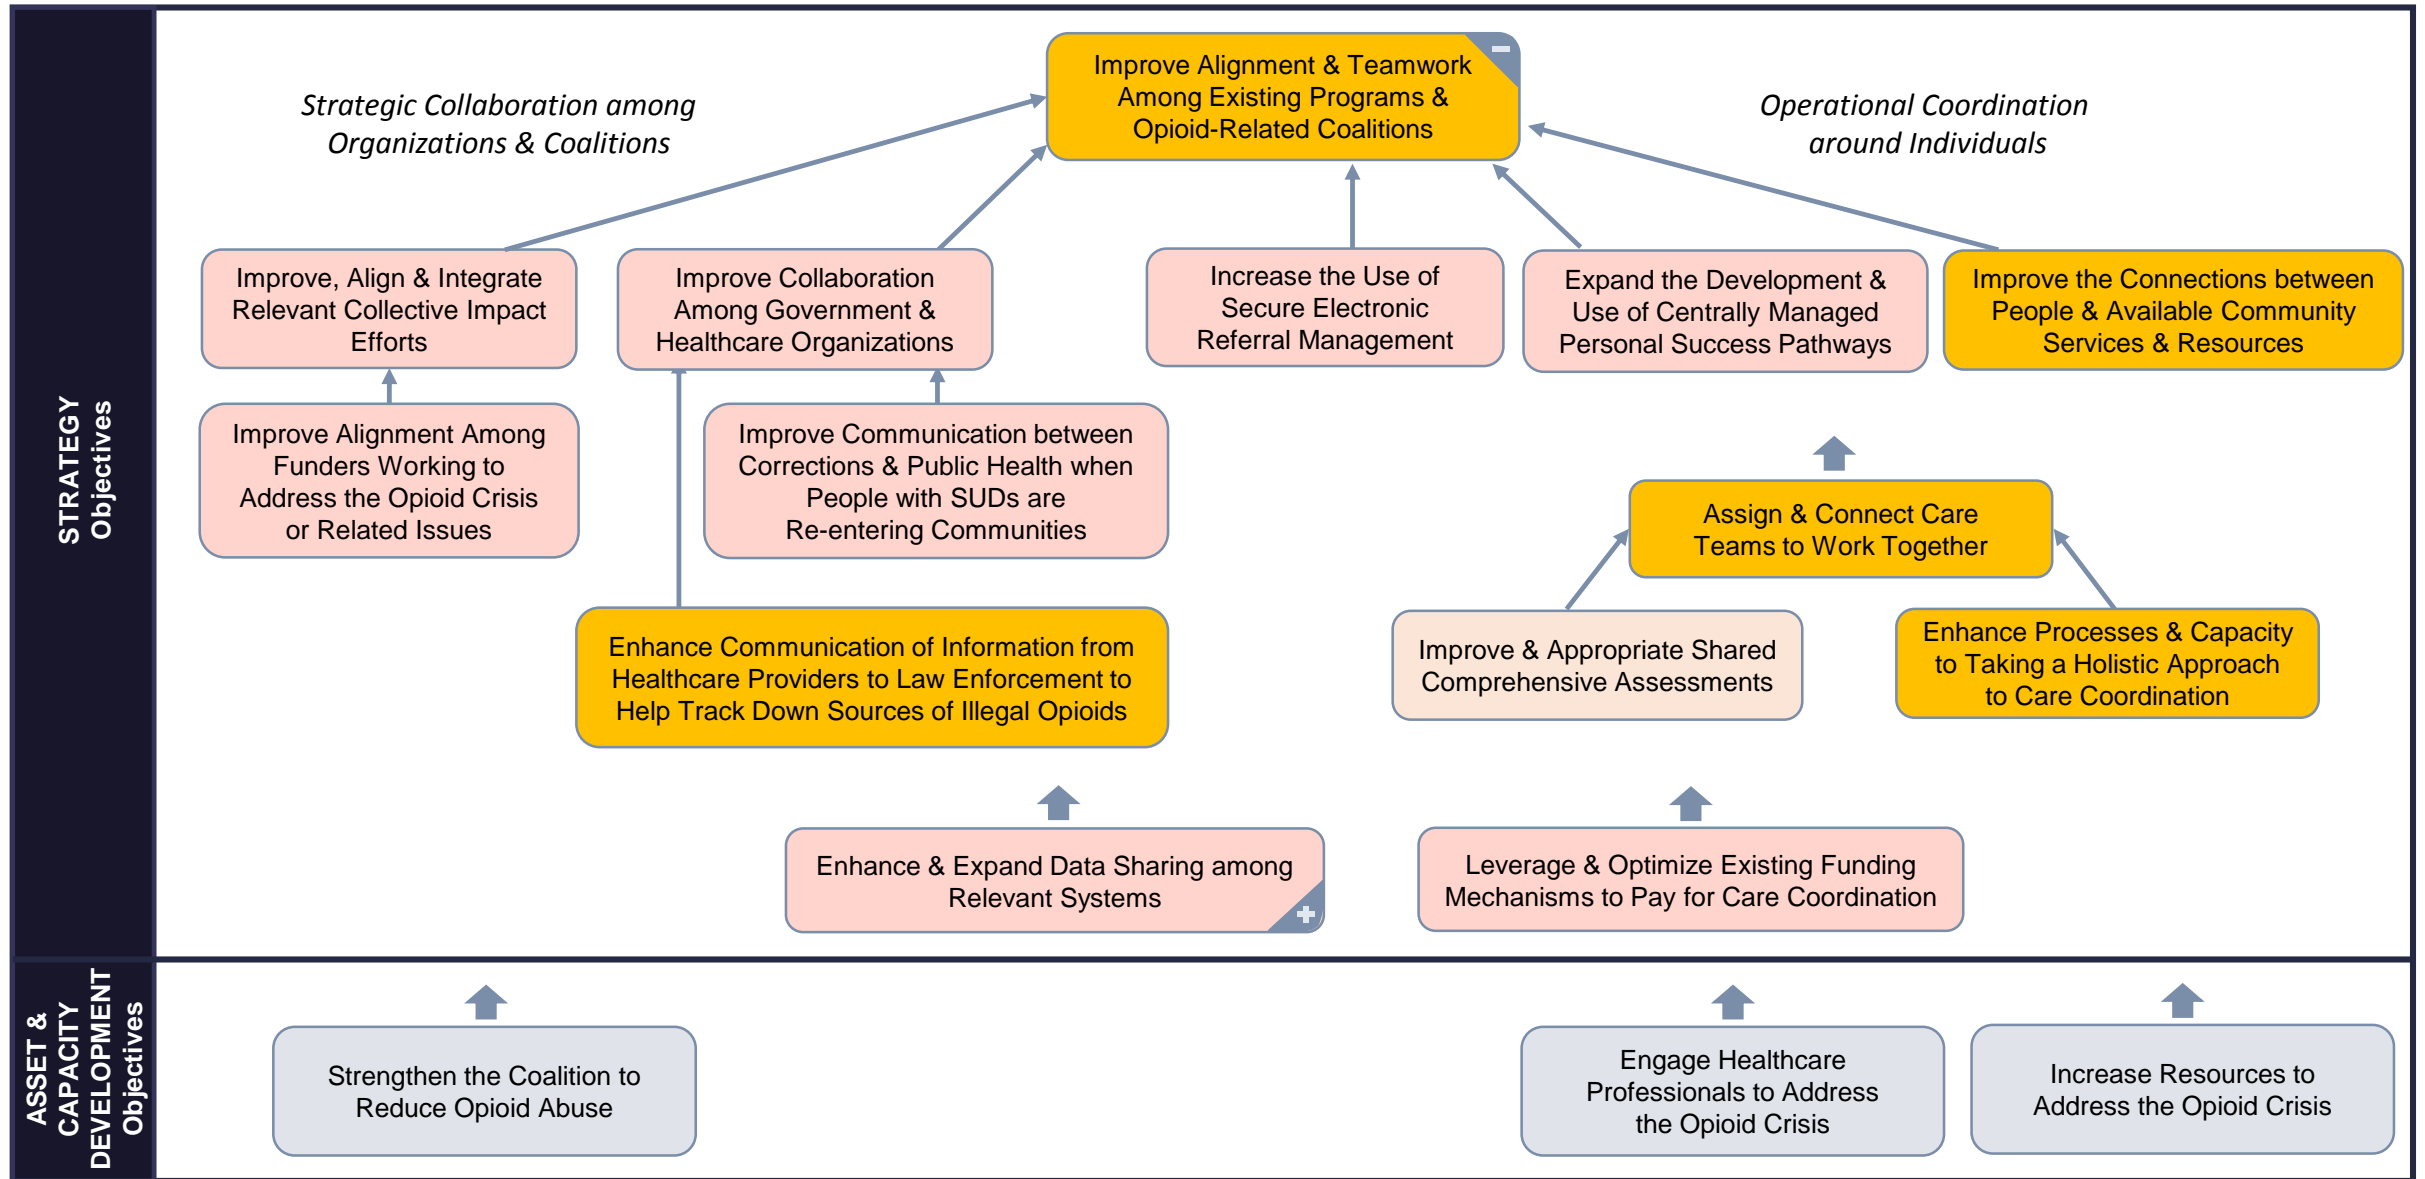 STRATEGY
Objectives
Strategic Collaboration among
Organizations & Coalitions
Improve Alignment & Teamwork
Among Existing Programs &
Opioid-Related Coalitions
Operational Coordination
around Individuals
Improve, Align & Integrate
Relevant Collective Impact
Efforts
Improve Collaboration
Among Government &
Healthcare Organizations
Increase the Use of
Secure Electronic
Referral Management
Expand the Development &
Use of Centrally Managed
Personal Success Pathways
Improve the Connections between
People & Available Community
Services & Resources
Improve Alignment Among
Funders Working to
Address the Opioid Crisis
or Related Issues
Improve Communication between
Corrections & Public Health when
People with SUDs are
Re-entering Communities
Assign & Connect Care
Teams to Work Together
Enhance Communication of Information from
Healthcare Providers to Law Enforcement to
Help Track Down Sources of Illegal Opioids
Improve & Appropriate Shared
Comprehensive Assessments
Enhance Processes & Capacity
to Taking a Holistic Approach
to Care Coordination
Enhance & Expand Data Sharing among
Relevant Systems
Leverage & Optimize Existing Funding
Mechanisms to Pay for Care Coordination
ASSET &
CAPACITY
DEVELOPMENT
Objectives
Strengthen the Coalition to
Reduce Opioid Abuse
Engage Healthcare
Professionals to Address
the Opioid Crisis
Increase Resources to
Address the Opioid Crisis